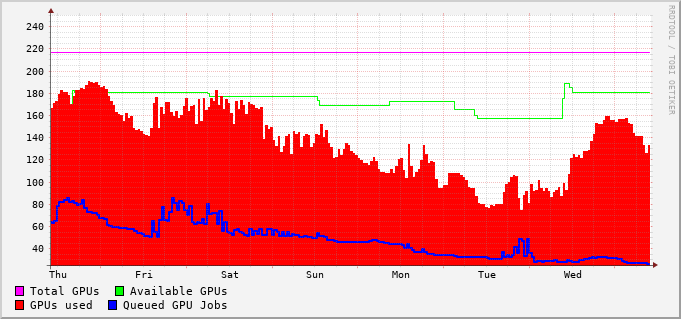 RRDTOOL / TOBI OETIKER
240
220
200
180
160
140
120
100
80
60
40
Thu Fri Sat Sun Mon Tue Wed
Total GPUs Available GPUs
GPUs used Queued GPU Jobs